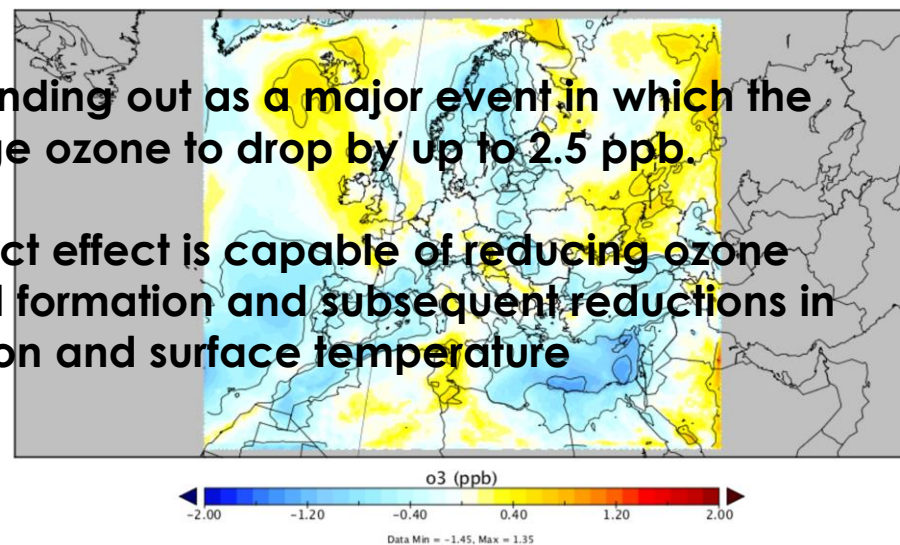 nding out as a major event in which the
ge ozone to drop by up to 2.5 ppb.
ct effect is capable of reducing ozone
formation and subsequent reductions in
on and surface temperature
o3 (ppb)
-2.00 -1.20 -0.40 0.40 1.20 2.00
Data Min = -1.45, Max = 1.35